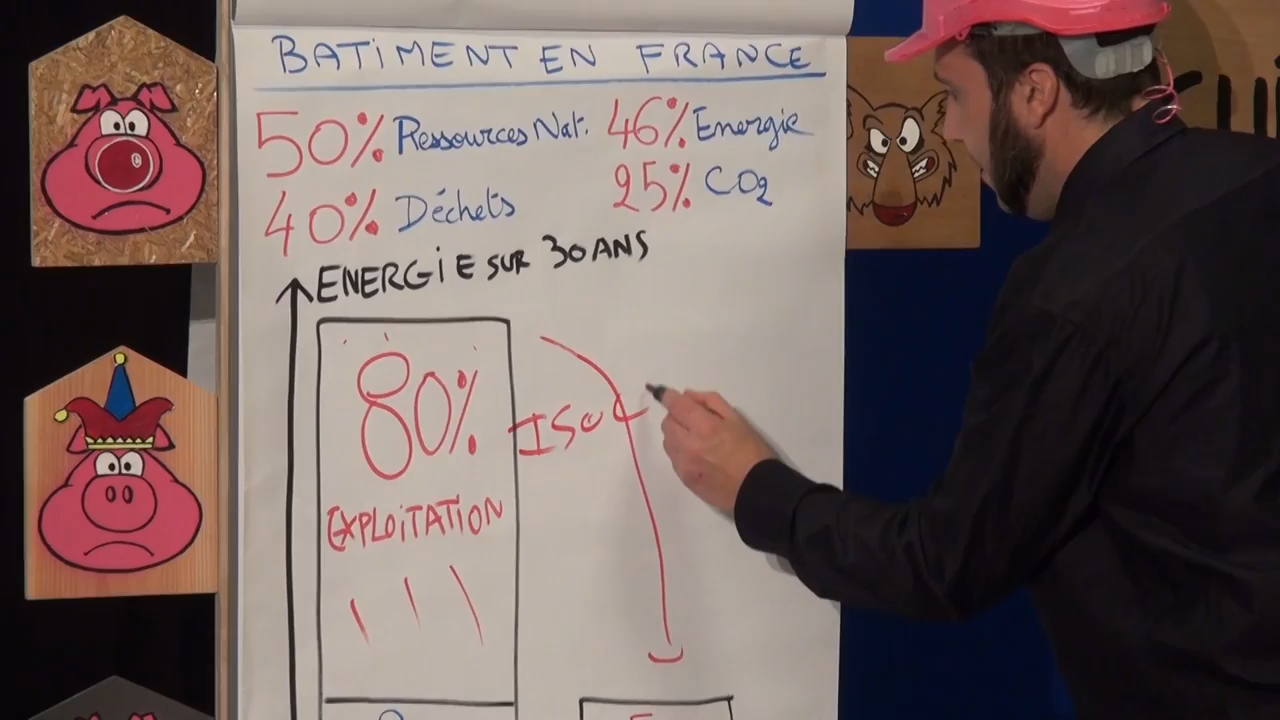 BATIMENT EN FRANCE
50% Ressources Nat. 46% Energie
40% Déchets 25% CO2
ENERGIE SUR 30 ANS
80%
ISO
EXPLOITATION